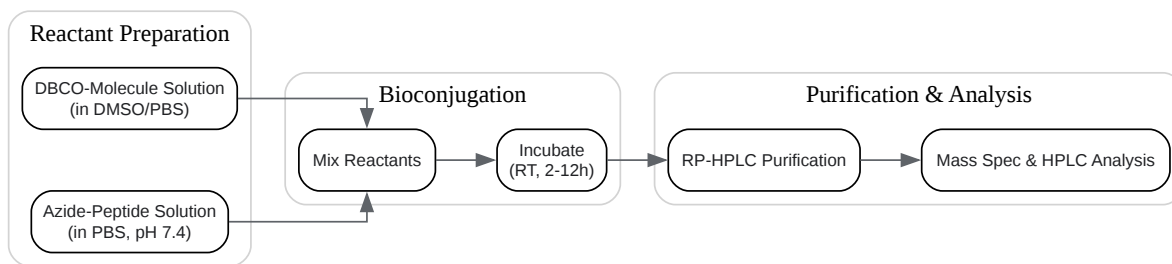 Reactant Preparation
DBCO-Molecule Solution
(in DMSO/PBS)
Azide-Peptide Solution
(in PBS, pH 7.4)
Bioconjugation
Mix Reactants
Incubate
(RT, 2-12h)
Purification & Analysis
RP-HPLC Purification
Mass Spec & HPLC Analysis